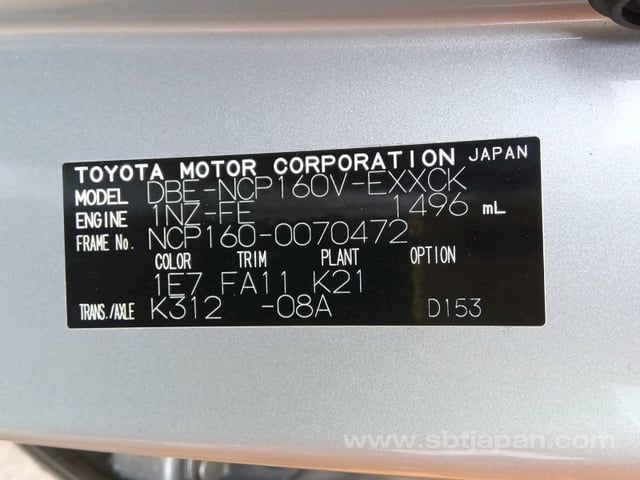 TOYOTA MOTOR CORPORATION JAPAN
MODEL DBE-NCP160V-EXXCK
ENGINE 1NZ-FE 1496 mL
FRAME No. NCP160-0070472
COLOR TRIM PLANT OPTION
1E7 FA11 K21
TRANS./AXLE K312 -08A D153
www.sbtjapan.com